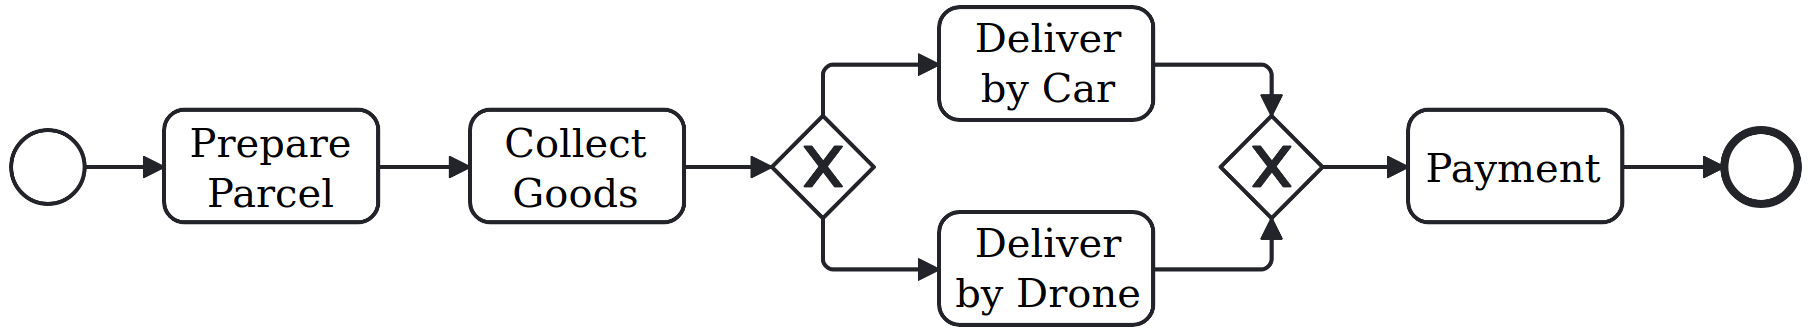 Prepare
Parcel
Collect
Goods
X
Deliver
by Car
Deliver
by Drone
X
Payment